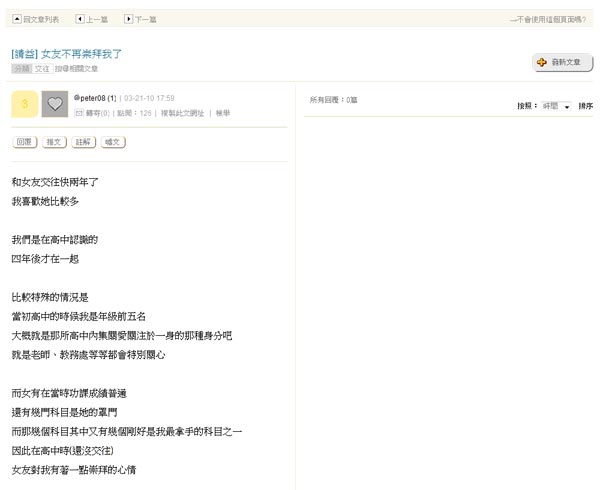 回文章列表 上一篇 下一篇 不會使用這個頁面嗎?
[請益] 女友不再崇拜我了
分類 交往 搜尋相關文章
發新文章
3 @peter08 (1) | 03-21-10 17:59
轉寄(0) | 點閱: 126 | 複製此文網址 | 檢舉
回覆 推文 註解 噓文
所有回覆:0篇
按照: 時間 排序
和女友交往快兩年了
我喜歡她比較多
我們是在高中認識的
四年後才在一起
比較特殊的情況是
當初高中的時候我是年級前五名
大概就是那所高中內集關愛關注於一身的那種身分吧
就是老師、教務處等等都會特別關心
而女友在當時功課成績普通
還有幾門科目是她的罩門
而那幾個科目其中又有幾個剛好是我最拿手的科目之一
因此在高中時(還沒交往)
女友對我有著一點崇拜的心情